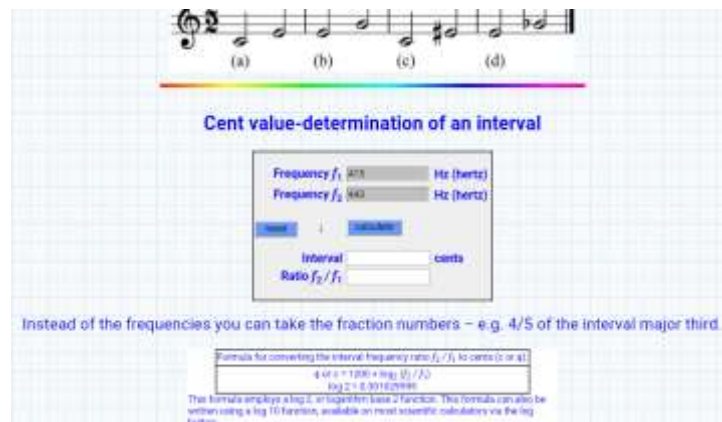 (a) (b) (c) (d)
Cent value-determination of an interval
Frequency f₁ 415 Hz (hertz)
Frequency f₂ 440 Hz (hertz)
reset ↓ calculate
Interval cents
Ratio f₂ / f₁
Instead of the frequencies you can take the fraction numbers – e.g. 4/5 of the interval major third.
Formula for converting the interval frequency ratio f₂ / f₁ to cents (c or ¢)
¢ or c = 1200 × log₂ (f₂ / f₁)
This formula employs a log 2, or logarithm base 2 function. This formula can also be
written using a log 10 function, available on most scientific calculators via the log